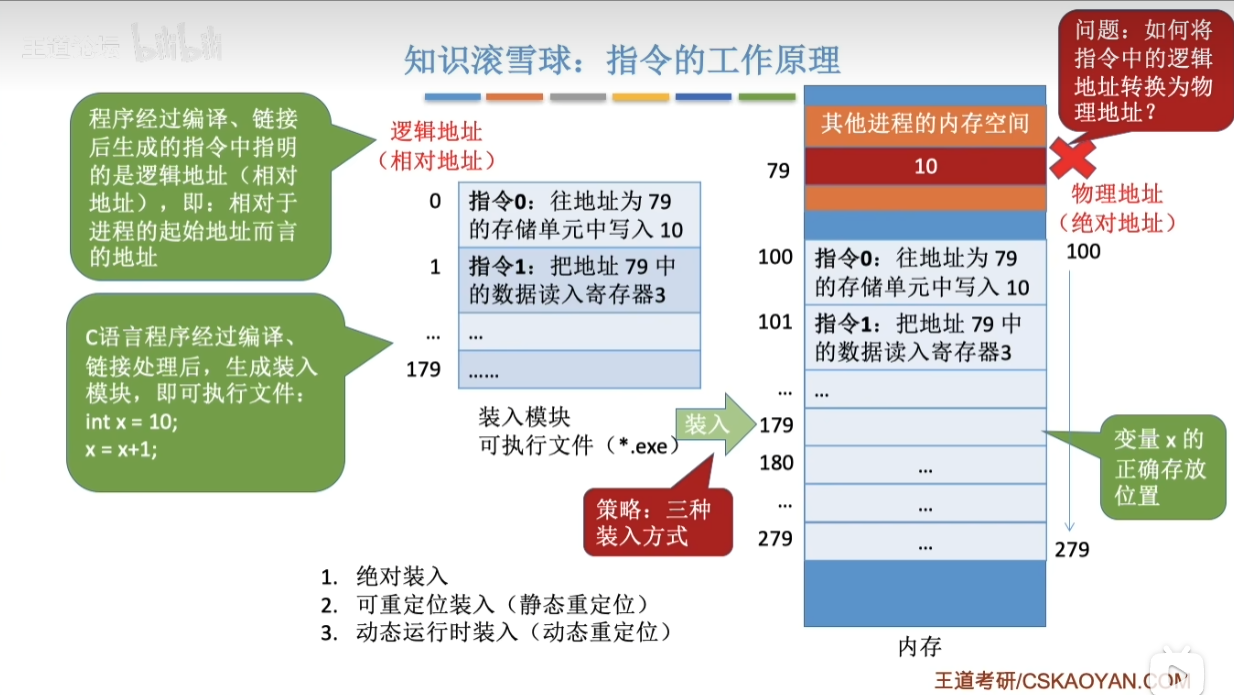 王道论坛 bilibili
知识滚雪球：指令的工作原理
问题：如何将
指令中的逻辑
地址转换为物
理地址？
程序经过编译、链接
后生成的指令中指明
的是逻辑地址（相对
地址），即：相对于
进程的起始地址而言
的地址
逻辑地址
（相对地址）
0
指令0：往地址为 79
的存储单元中写入 10
1
指令1：把地址 79 中
的数据读入寄存器3
...
...
179
......
C语言程序经过编译、
链接处理后，生成装入
模块，即可执行文件：
int x = 10;
x = x+1;
装入模块
可执行文件（*.exe）
装入
策略：三种
装入方式
1. 绝对装入
2. 可重定位装入（静态重定位）
3. 动态运行时装入（动态重定位）
其他进程的内存空间
79
10
物理地址
（绝对地址）
100
100
指令0：往地址为 79
的存储单元中写入 10
101
指令1：把地址 79 中
的数据读入寄存器3
...
...
179
180
...
...
...
279
...
279
变量 x 的
正确存放
位置
内存
王道考研/CSKAOYAN.COM